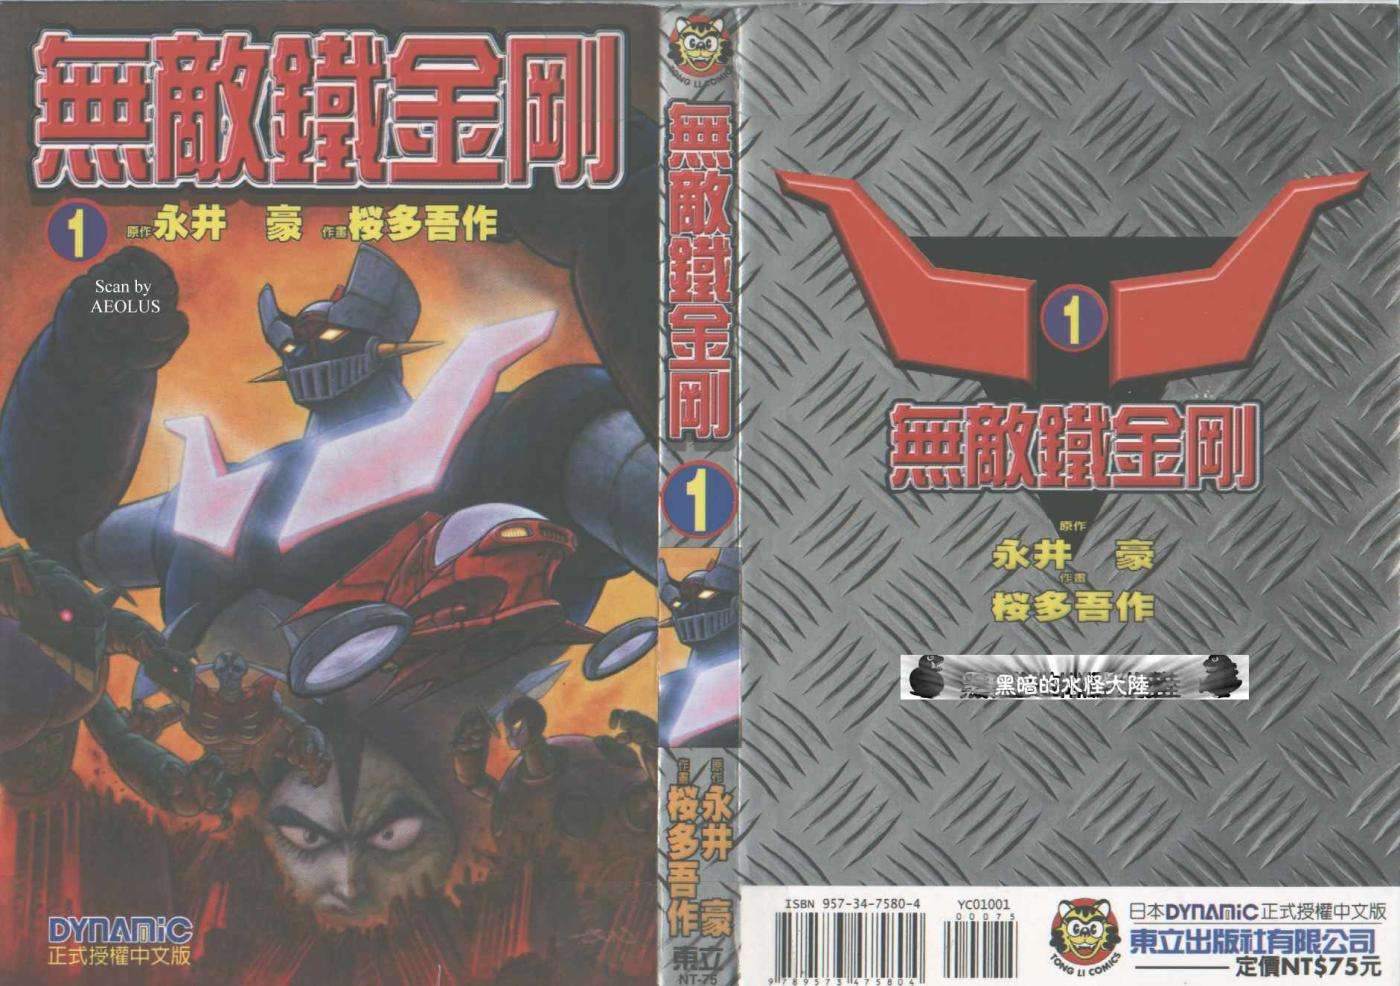 無敵鐵金剛
1
原作 永井 豪 作畫 桜多吾作
Scan by
AEOLUS
DYNAMIC
正式授權中文版
TONG LI COMICS
無敵鐵金剛
1
原作 永井 豪
作畫 桜多吾作
東立
NT-75
1
無敵鐵金剛
原作
永井 豪
作畫
桜多吾作
黑暗的水怪大陸
ISBN 957-34-7580-4
YC01001
00075
9789573475804
TONG LI COMICS
日本DYNAMIC正式授權中文版
東立出版社有限公司
定價NT$75元